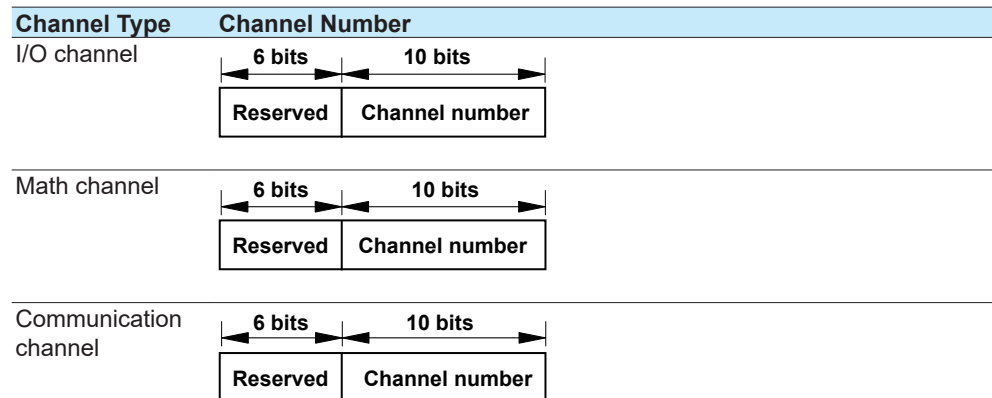 Channel Type Channel Number
I/O channel
6 bits 10 bits
Reserved Channel number
Math channel
6 bits 10 bits
Reserved Channel number
Communication channel
6 bits 10 bits
Reserved Channel number